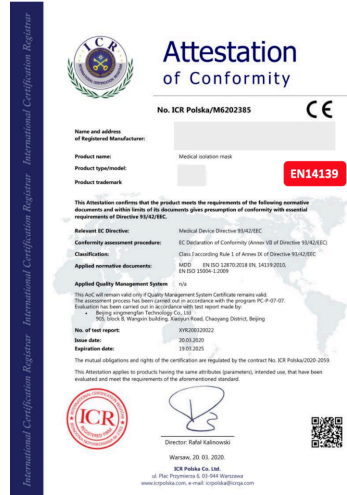 International Certification Registrar
International Certification Registrar
International Certification Registrar
ICR
Attestation
of Conformity
No. ICR Polska/M6202385
CE
Name and address
of Registered Manufacturer:
Product name: Medical isolation mask
Product type/model:
EN14139
Product trademark
This Attestation confirms that the product meets the requirements of the following normative
documents and within limits of its documents gives presumption of conformity with essential
requirements of Directive 93/42/EEC.
Relevant EC Directive: Medical Device Directive 93/42/EEC
Conformity assessment procedure: EC Declaration of Conformity (Annex VII of Directive 93/42/EEC)
Classification: Class I according Rule 1 of Annex IX of Directive 93/42/EEC
Applied normative documents: MDD EN ISO 12870:2018 EN, 14139:2010,
EN ISO 15004-1:2009
Applied Quality Management System n/a
This AoC will remain valid only if Quality Management System Certificate remains valid.
The assessment process has been carried out in accordance with the program PC-P-07-07.
Evaluation has been carried out in accordance with test report made by:
• Beijing xingmengfan Technology Co, Ltd
905, block B, Wangxin building, Xiaoyun Road, Chaoyang District, Beijing
No. of test report: XYR200320022
Issue date: 20.03.2020
Expiration date: 19.03.2025
The mutual obligations and rights of the certification are regulated by the contract No. ICR Polska/2020-2059.
This Attestation applies to products having the same attributes (parameters), intended use, that have been
evaluated and meet the requirements of the aforementioned standard.
ICR
Director: Rafał Kalinowski
Warsaw, 20. 03. 2020.
ICR Polska Co. Ltd.
ul. Plac Przymierza 6, 03-944 Warszawa
www.icrpolska.com, e-mail: icrpolska@icrqa.com